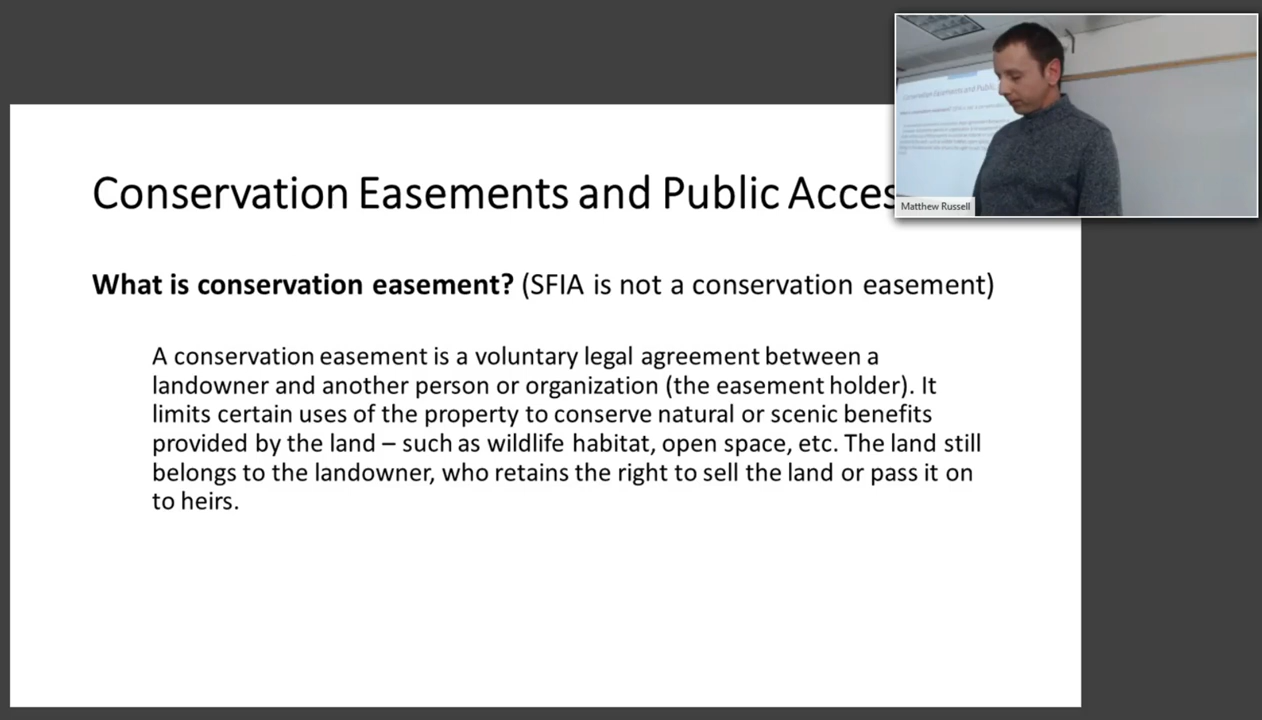 Conservation Easements and Public Acces
Matthew Russell
What is conservation easement? (SFIA is not a conservation easement)
A conservation easement is a voluntary legal agreement between a
landowner and another person or organization (the easement holder). It
limits certain uses of the property to conserve natural or scenic benefits
provided by the land – such as wildlife habitat, open space, etc. The land still
belongs to the landowner, who retains the right to sell the land or pass it on
to heirs.